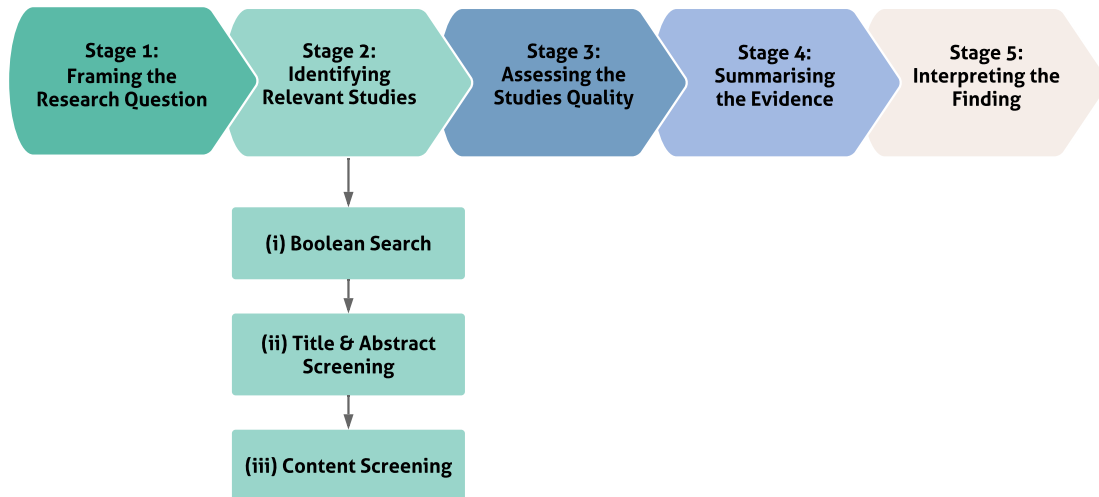 Stage 1:
Framing the
Research Question
Stage 2:
Identifying
Relevant Studies
Stage 3:
Assessing the
Studies Quality
Stage 4:
Summarising
the Evidence
Stage 5:
Interpreting the
Finding
(i) Boolean Search
(ii) Title & Abstract
Screening
(iii) Content Screening